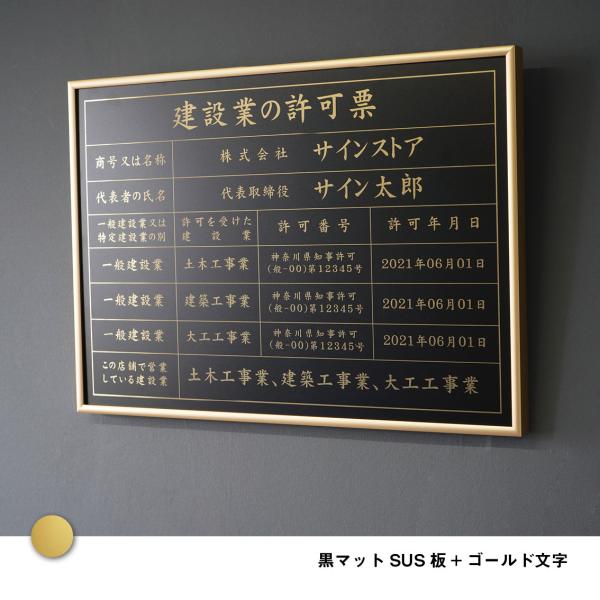 建設業の許可票
商号又は名称 株式会社 サインストア
代表者の氏名 代表取締役 サイン太郎
一般建設業又は
特定建設業の別
許可を受けた
建設業
許可番号
許可年月日
一般建設業 土木工事業
神奈川県知事許可
(般-00)第12345号
2021年06月01日
一般建設業 建築工事業
神奈川県知事許可
(般-00)第12345号
2021年06月01日
一般建設業 大工工事業
神奈川県知事許可
(般-00)第12345号
2021年06月01日
この店舗で営業
している建設業
土木工事業、建築工事業、大工工事業
黒マットSUS板+ゴールド文字